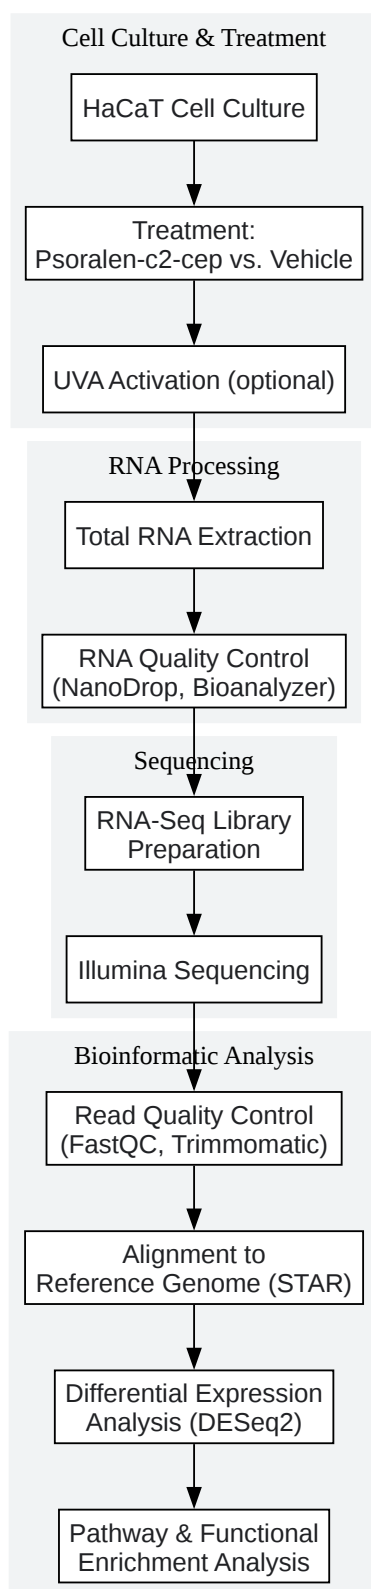 Cell Culture & Treatment
HaCaT Cell Culture
Treatment:
Psoralen-c2-cep vs. Vehicle
UVA Activation (optional)
RNA Processing
Total RNA Extraction
RNA Quality Control
(NanoDrop, Bioanalyzer)
Sequencing
RNA-Seq Library
Preparation
Illumina Sequencing
Bioinformatic Analysis
Read Quality Control
(FastQC, Trimmomatic)
Alignment to
Reference Genome (STAR)
Differential Expression
Analysis (DESeq2)
Pathway & Functional
Enrichment Analysis